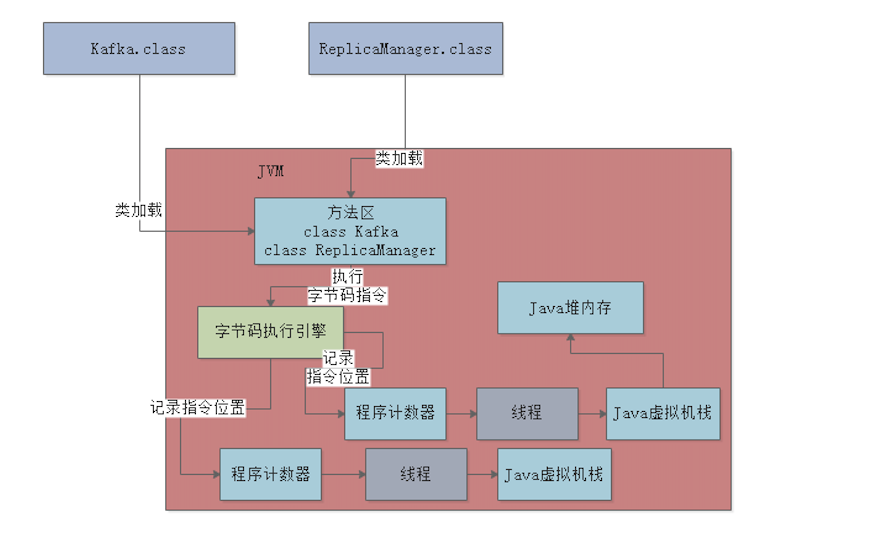 Kafka.class
ReplicaManager.class
类加载
JVM
类加载
方法区
class Kafka
class ReplicaManager
执行
字节码指令
Java堆内存
字节码执行引擎
记录
指令位置
记录指令位置
程序计数器
线程
Java虚拟机栈
程序计数器
线程
Java虚拟机栈